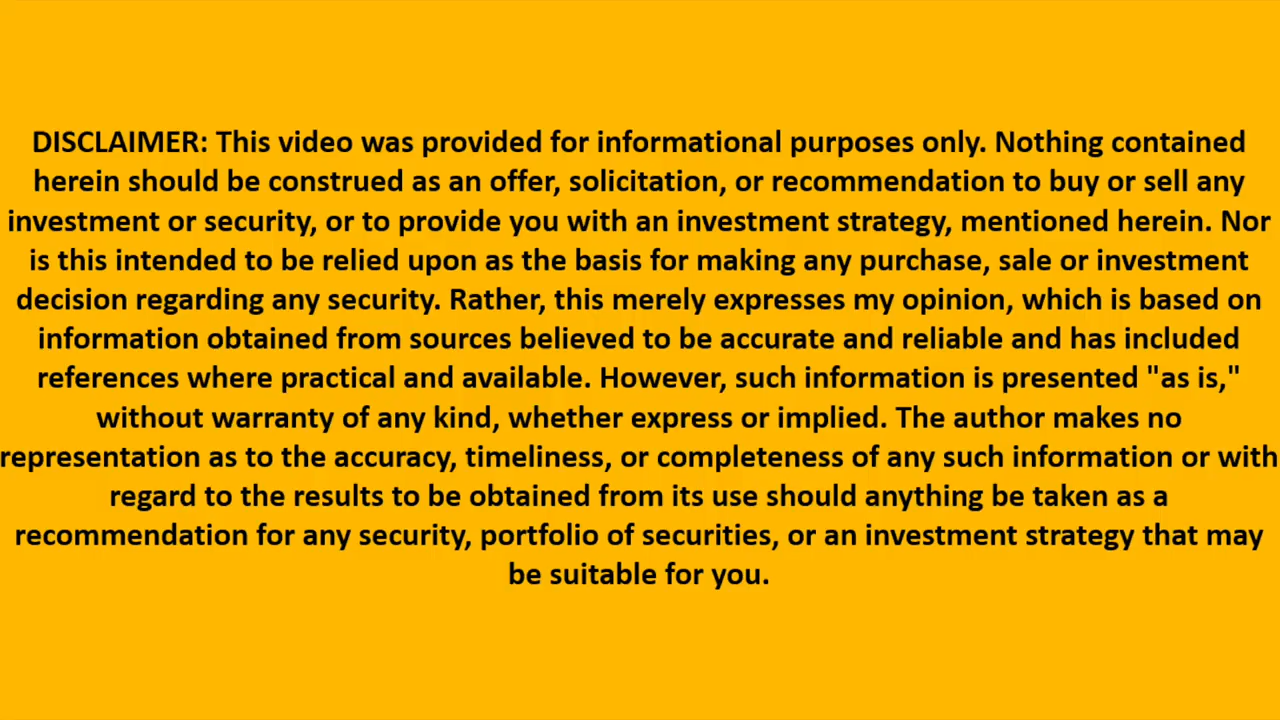 DISCLAIMER: This video was provided for informational purposes only. Nothing contained
herein should be construed as an offer, solicitation, or recommendation to buy or sell any
investment or security, or to provide you with an investment strategy, mentioned herein. Nor
is this intended to be relied upon as the basis for making any purchase, sale or investment
decision regarding any security. Rather, this merely expresses my opinion, which is based on
information obtained from sources believed to be accurate and reliable and has included
references where practical and available. However, such information is presented "as is,"
without warranty of any kind, whether express or implied. The author makes no
representation as to the accuracy, timeliness, or completeness of any such information or with
regard to the results to be obtained from its use should anything be taken as a
recommendation for any security, portfolio of securities, or an investment strategy that may
be suitable for you.